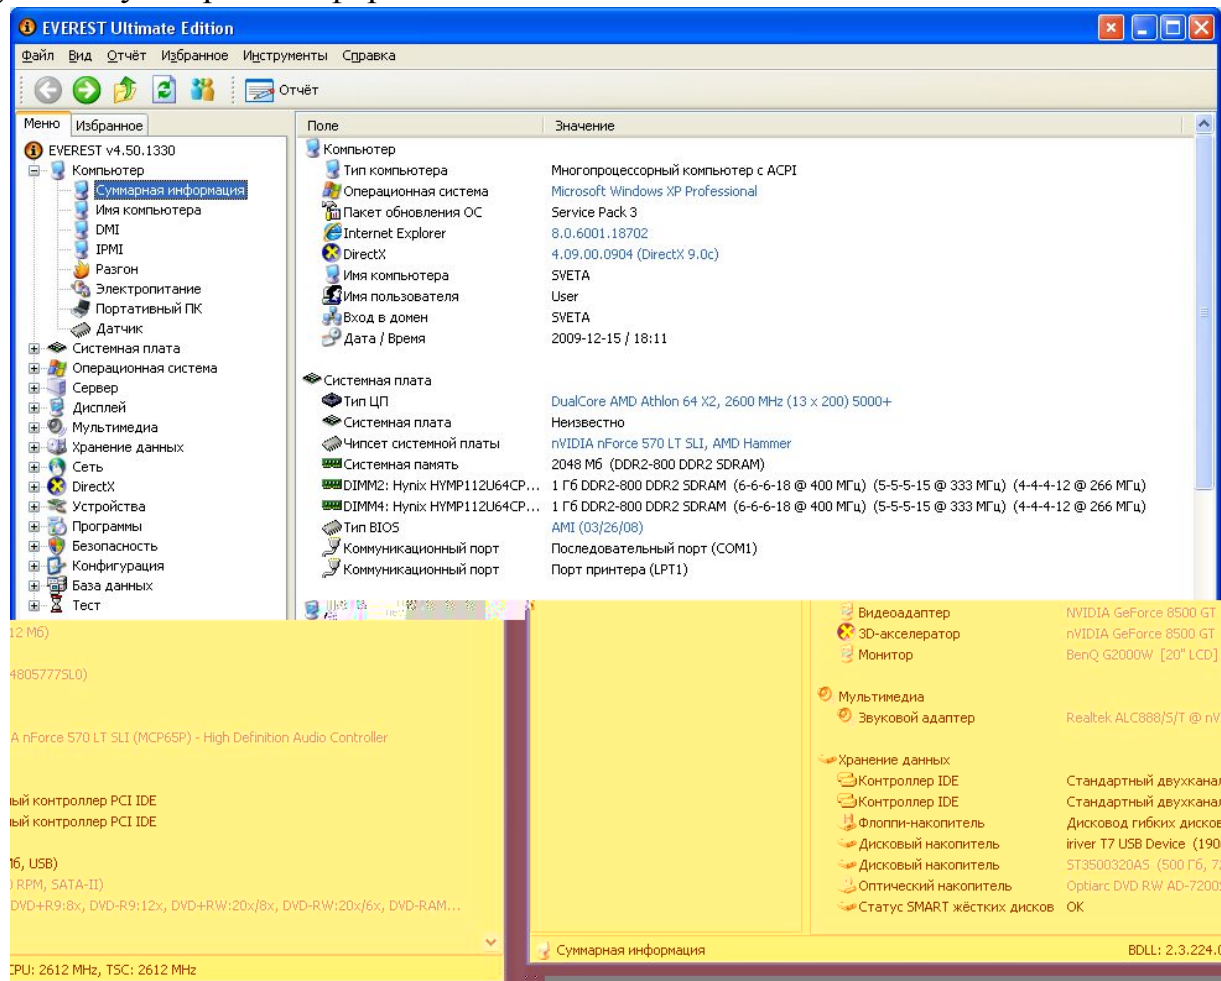 EVEREST Ultimate Edition
Файл Вид Отчёт Избранное Инструменты Справка
Отчёт
Меню Избранное
EVEREST v4.50.1330
Компьютер
Суммарная информация
Имя компьютера
DMI
IPMI
Разгон
Электропитание
Портативный ПК
Датчик
Системная плата
Операционная система
Сервер
Дисплей
Мультимедиа
Хранение данных
Сеть
DirectX
Устройства
Программы
Безопасность
Конфигурация
База данных
Тест
Поле Значение
Компьютер
Тип компьютера Многопроцессорный компьютер с ACPI
Операционная система Microsoft Windows XP Professional
Пакет обновления ОС Service Pack 3
Internet Explorer 8.0.6001.18702
DirectX 4.09.00.0904 (DirectX 9.0c)
Имя компьютера SVETA
Имя пользователя User
Вход в домен SVETA
Дата / Время 2009-12-15 / 18:11
Системная плата
Тип ЦП DualCore AMD Athlon 64 X2, 2600 MHz (13 x 200) 5000+
Системная плата Неизвестно
Чипсет системной платы nVIDIA nForce 570 LT SLI, AMD Hammer
Системная память 2048 Мб (DDR2-800 DDR2 SDRAM)
DIMM2: Hynix HYMP112U64CP... 1 Гб DDR2-800 DDR2 SDRAM (6-6-6-18 @ 400 МГц) (5-5-5-15 @ 333 МГц) (4-4-4-12 @ 266 МГц)
DIMM4: Hynix HYMP112U64CP... 1 Гб DDR2-800 DDR2 SDRAM (6-6-6-18 @ 400 МГц) (5-5-5-15 @ 333 МГц) (4-4-4-12 @ 266 МГц)
Тип BIOS AMI (03/26/08)
Коммуникационный порт Последовательный порт (COM1)
Коммуникационный порт Порт принтера (LPT1)
12 Мб)
4805777SL0)
A nForce 570 LT SLI (MCP65P) - High Definition Audio Controller
ный контроллер PCI IDE
ный контроллер PCI IDE
Мб, USB)
) RPM, SATA-II)
DVD+R9:8x, DVD-R9:12x, DVD+RW:20x/8x, DVD-RW:20x/6x, DVD-RAM...
CPU: 2612 MHz, TSC: 2612 MHz
Видеоадаптер NVIDIA GeForce 8500 GT
3D-акселератор nVIDIA GeForce 8500 GT
Монитор BenQ G2000W [20" LCD]
Мультимедиа
Звуковой адаптер Realtek ALC888/S/T @ nV
Хранение данных
Контроллер IDE Стандартный двухканал
Контроллер IDE Стандартный двухканал
Флоппи-накопитель Дисковод гибких дисков
Дисковый накопитель iriver T7 USB Device (190
Дисковый накопитель ST3500320AS (500 Гб, 72
Оптический накопитель Optiarc DVD RW AD-7200
Статус SMART жёстких дисков OK
Суммарная информация BDLL: 2.3.224.0